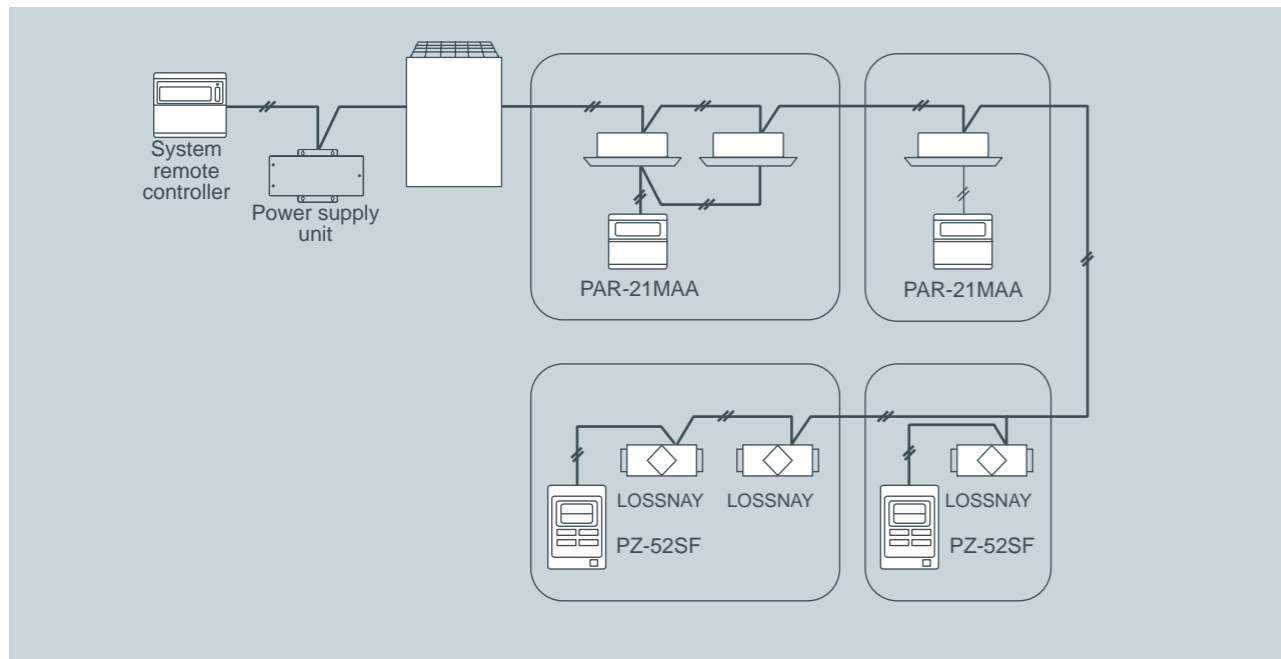 System
remote
controller
Power supply
unit
PAR-21MAA
PAR-21MAA
LOSSNAY
LOSSNAY
LOSSNAY
PZ-52SF
PZ-52SF